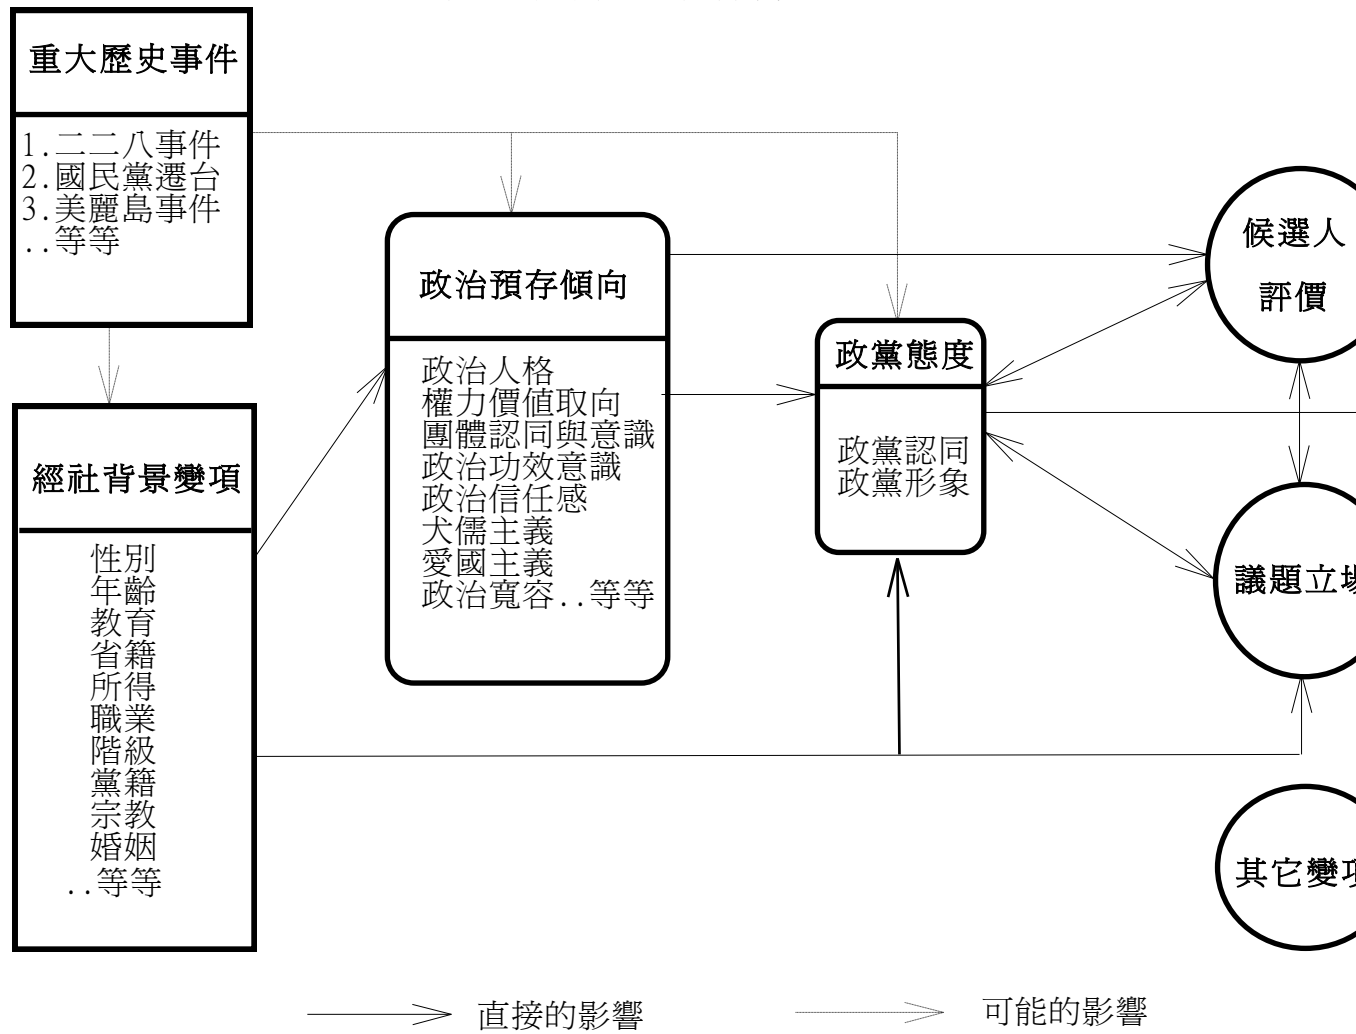 重大歷史事件
1.二二八事件
2.國民黨遷台
3.美麗島事件
..等等
經社背景變項
性別
年齡
教育
省籍
所得
職業
階級
黨籍
宗教
婚姻
..等等
政治預存傾向
政治人格
權力價值取向
團體認同與意識
政治功效意識
政治信任感
犬儒主義
愛國主義
政治寬容..等等
政黨態度
政黨認同
政黨形象
候選人
評價
議題立
其它變
直接的影響
可能的影響